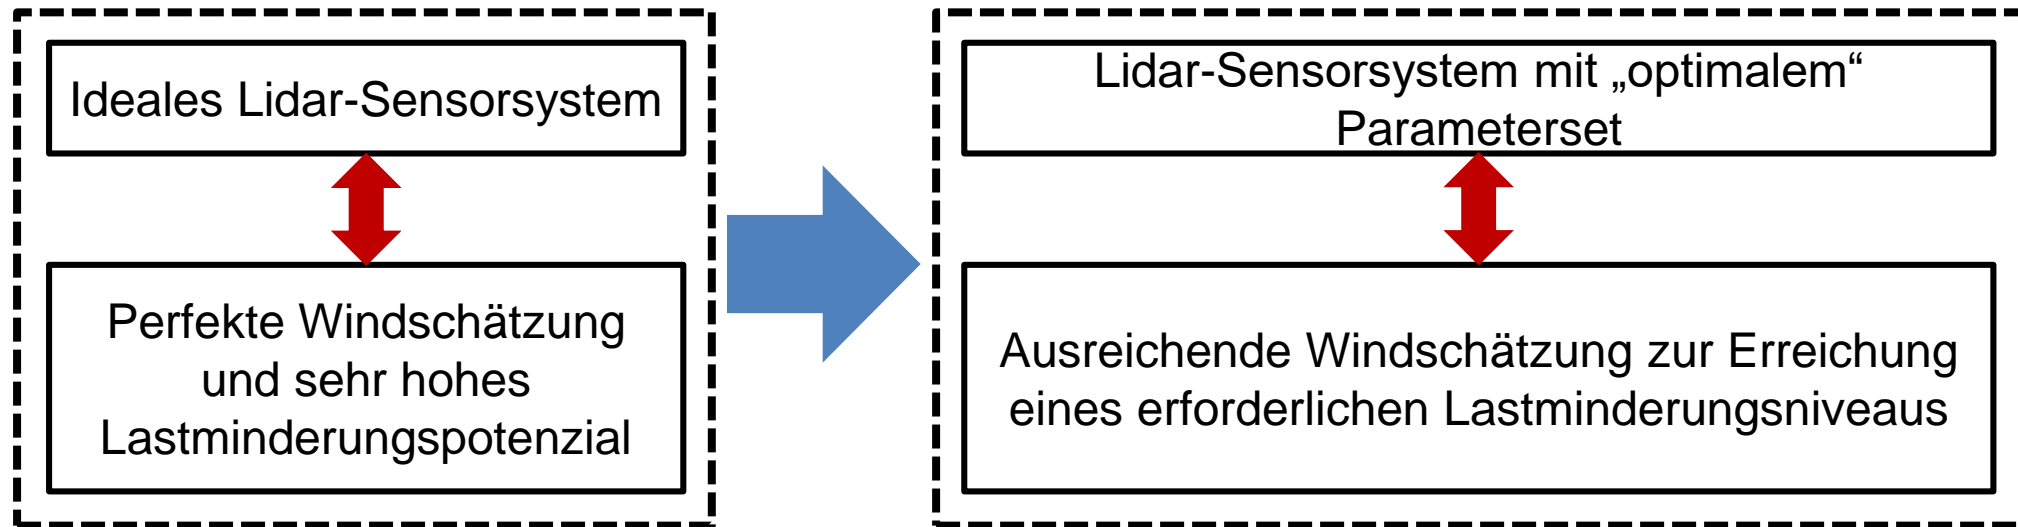 Ideales Lidar-Sensorsystem
Perfekte Windschätzung
und sehr hohes
Lastminderungspotenzial
Lidar-Sensorsystem mit „optimalem“
Parameterset
Ausreichende Windschätzung zur Erreichung
eines erforderlichen Lastminderungsniveaus